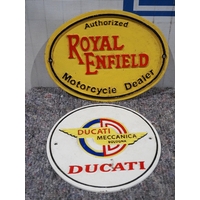 Authorized
ROYAL
ENFIELD
Motorcycle Dealer
DUCATI
MECCANICA
BOLOGNA
DUCATI